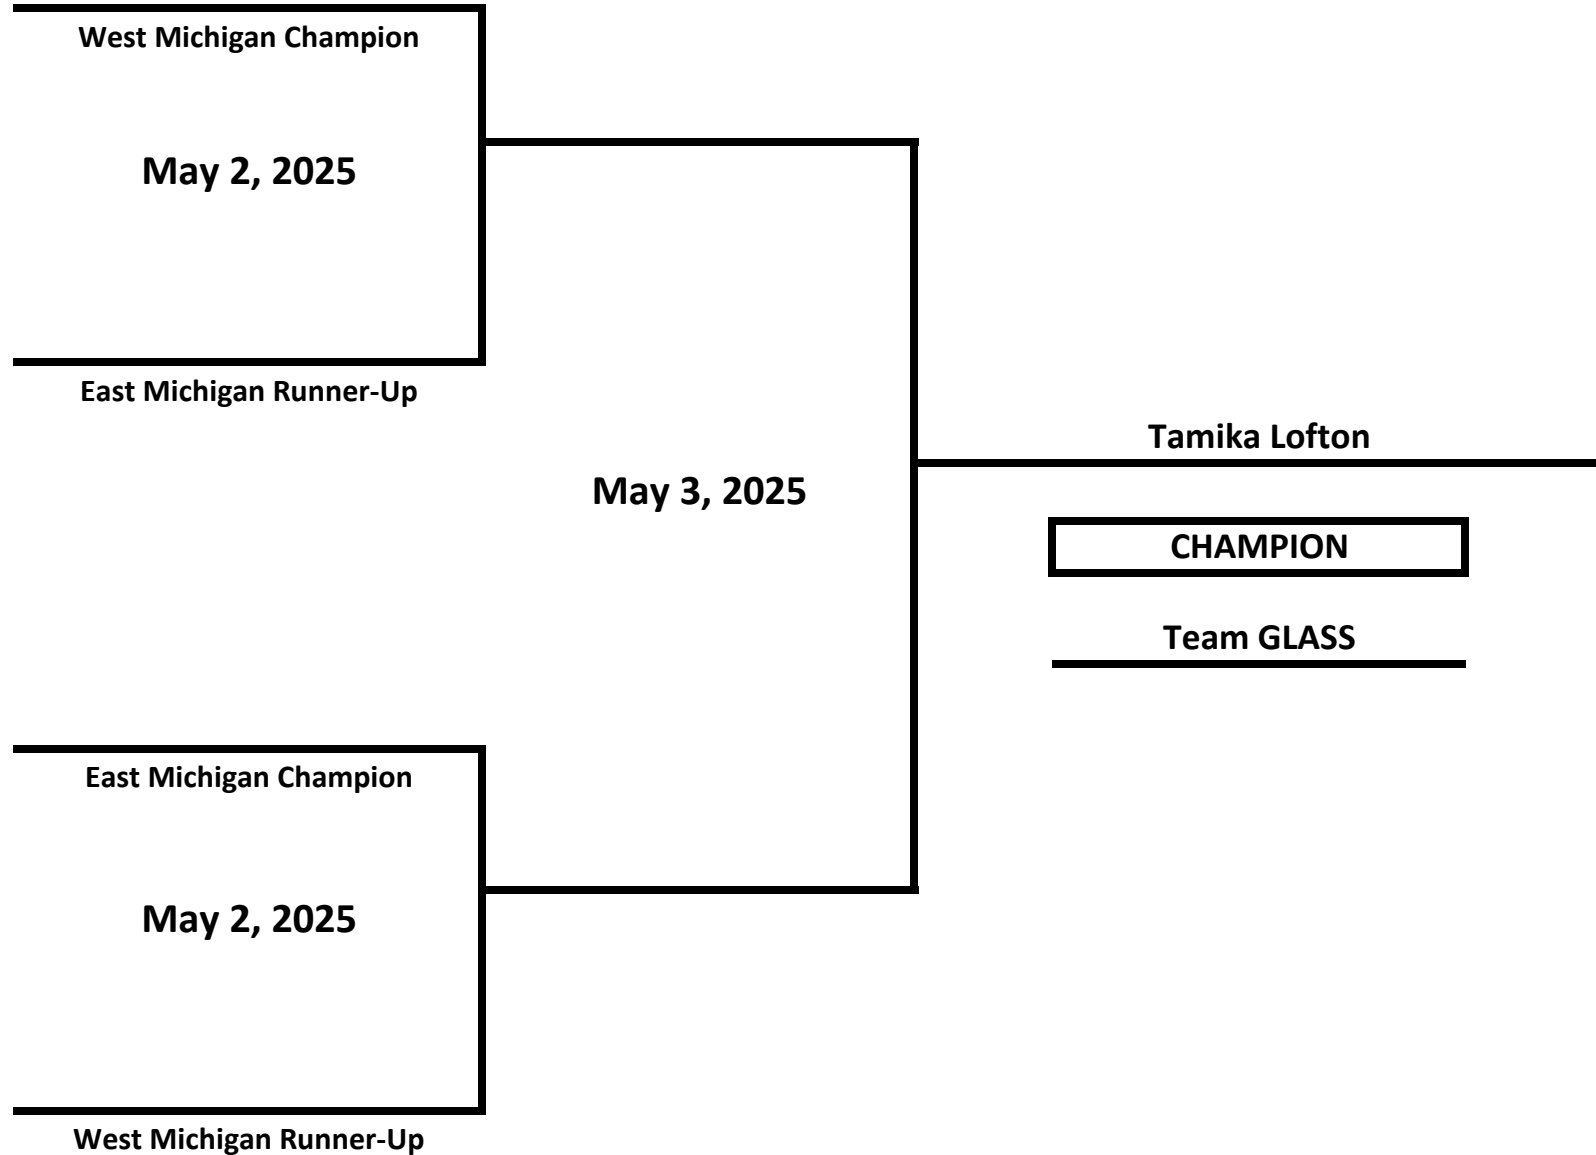 West Michigan Champion
May 2, 2025
East Michigan Runner-Up
Tamika Lofton
May 3, 2025
CHAMPION
Team GLASS
East Michigan Champion
May 2, 2025
West Michigan Runner-Up